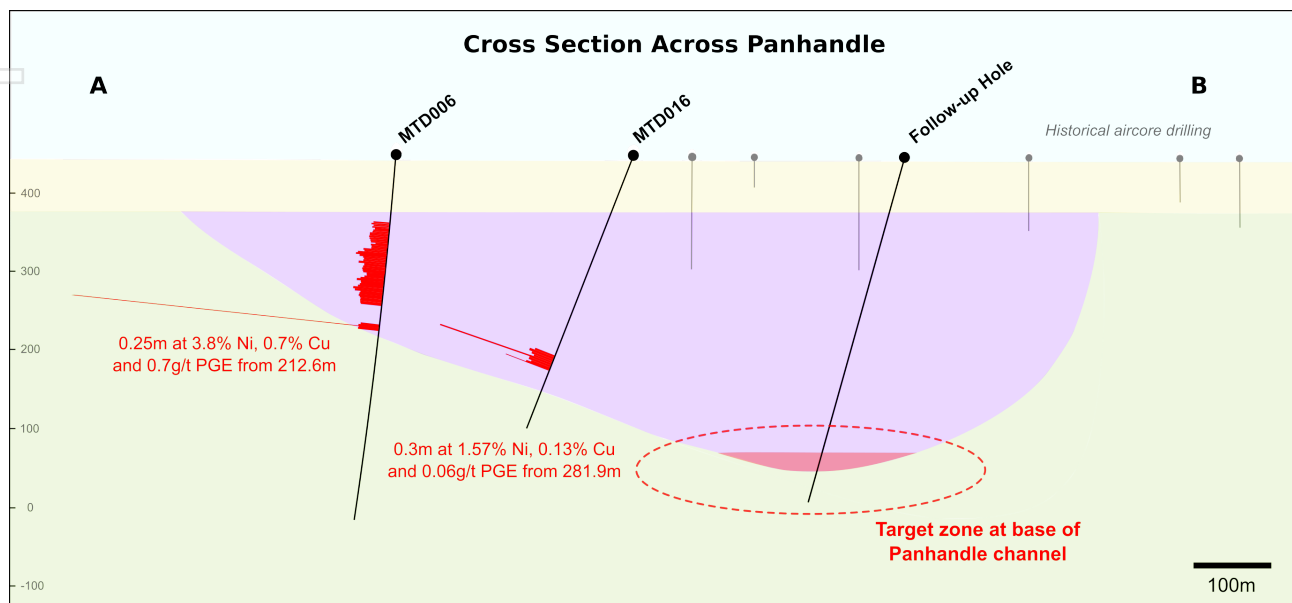 Cross Section Across Panhandle
A
B
MTD006
MTD016
Follow-up Hole
Historical aircore drilling
400
300
200
100
0
-100
0.25m at 3.8% Ni, 0.7% Cu
and 0.7g/t PGE from 212.6m
0.3m at 1.57% Ni, 0.13% Cu
and 0.06g/t PGE from 281.9m
Target zone at base of
Panhandle channel
100m